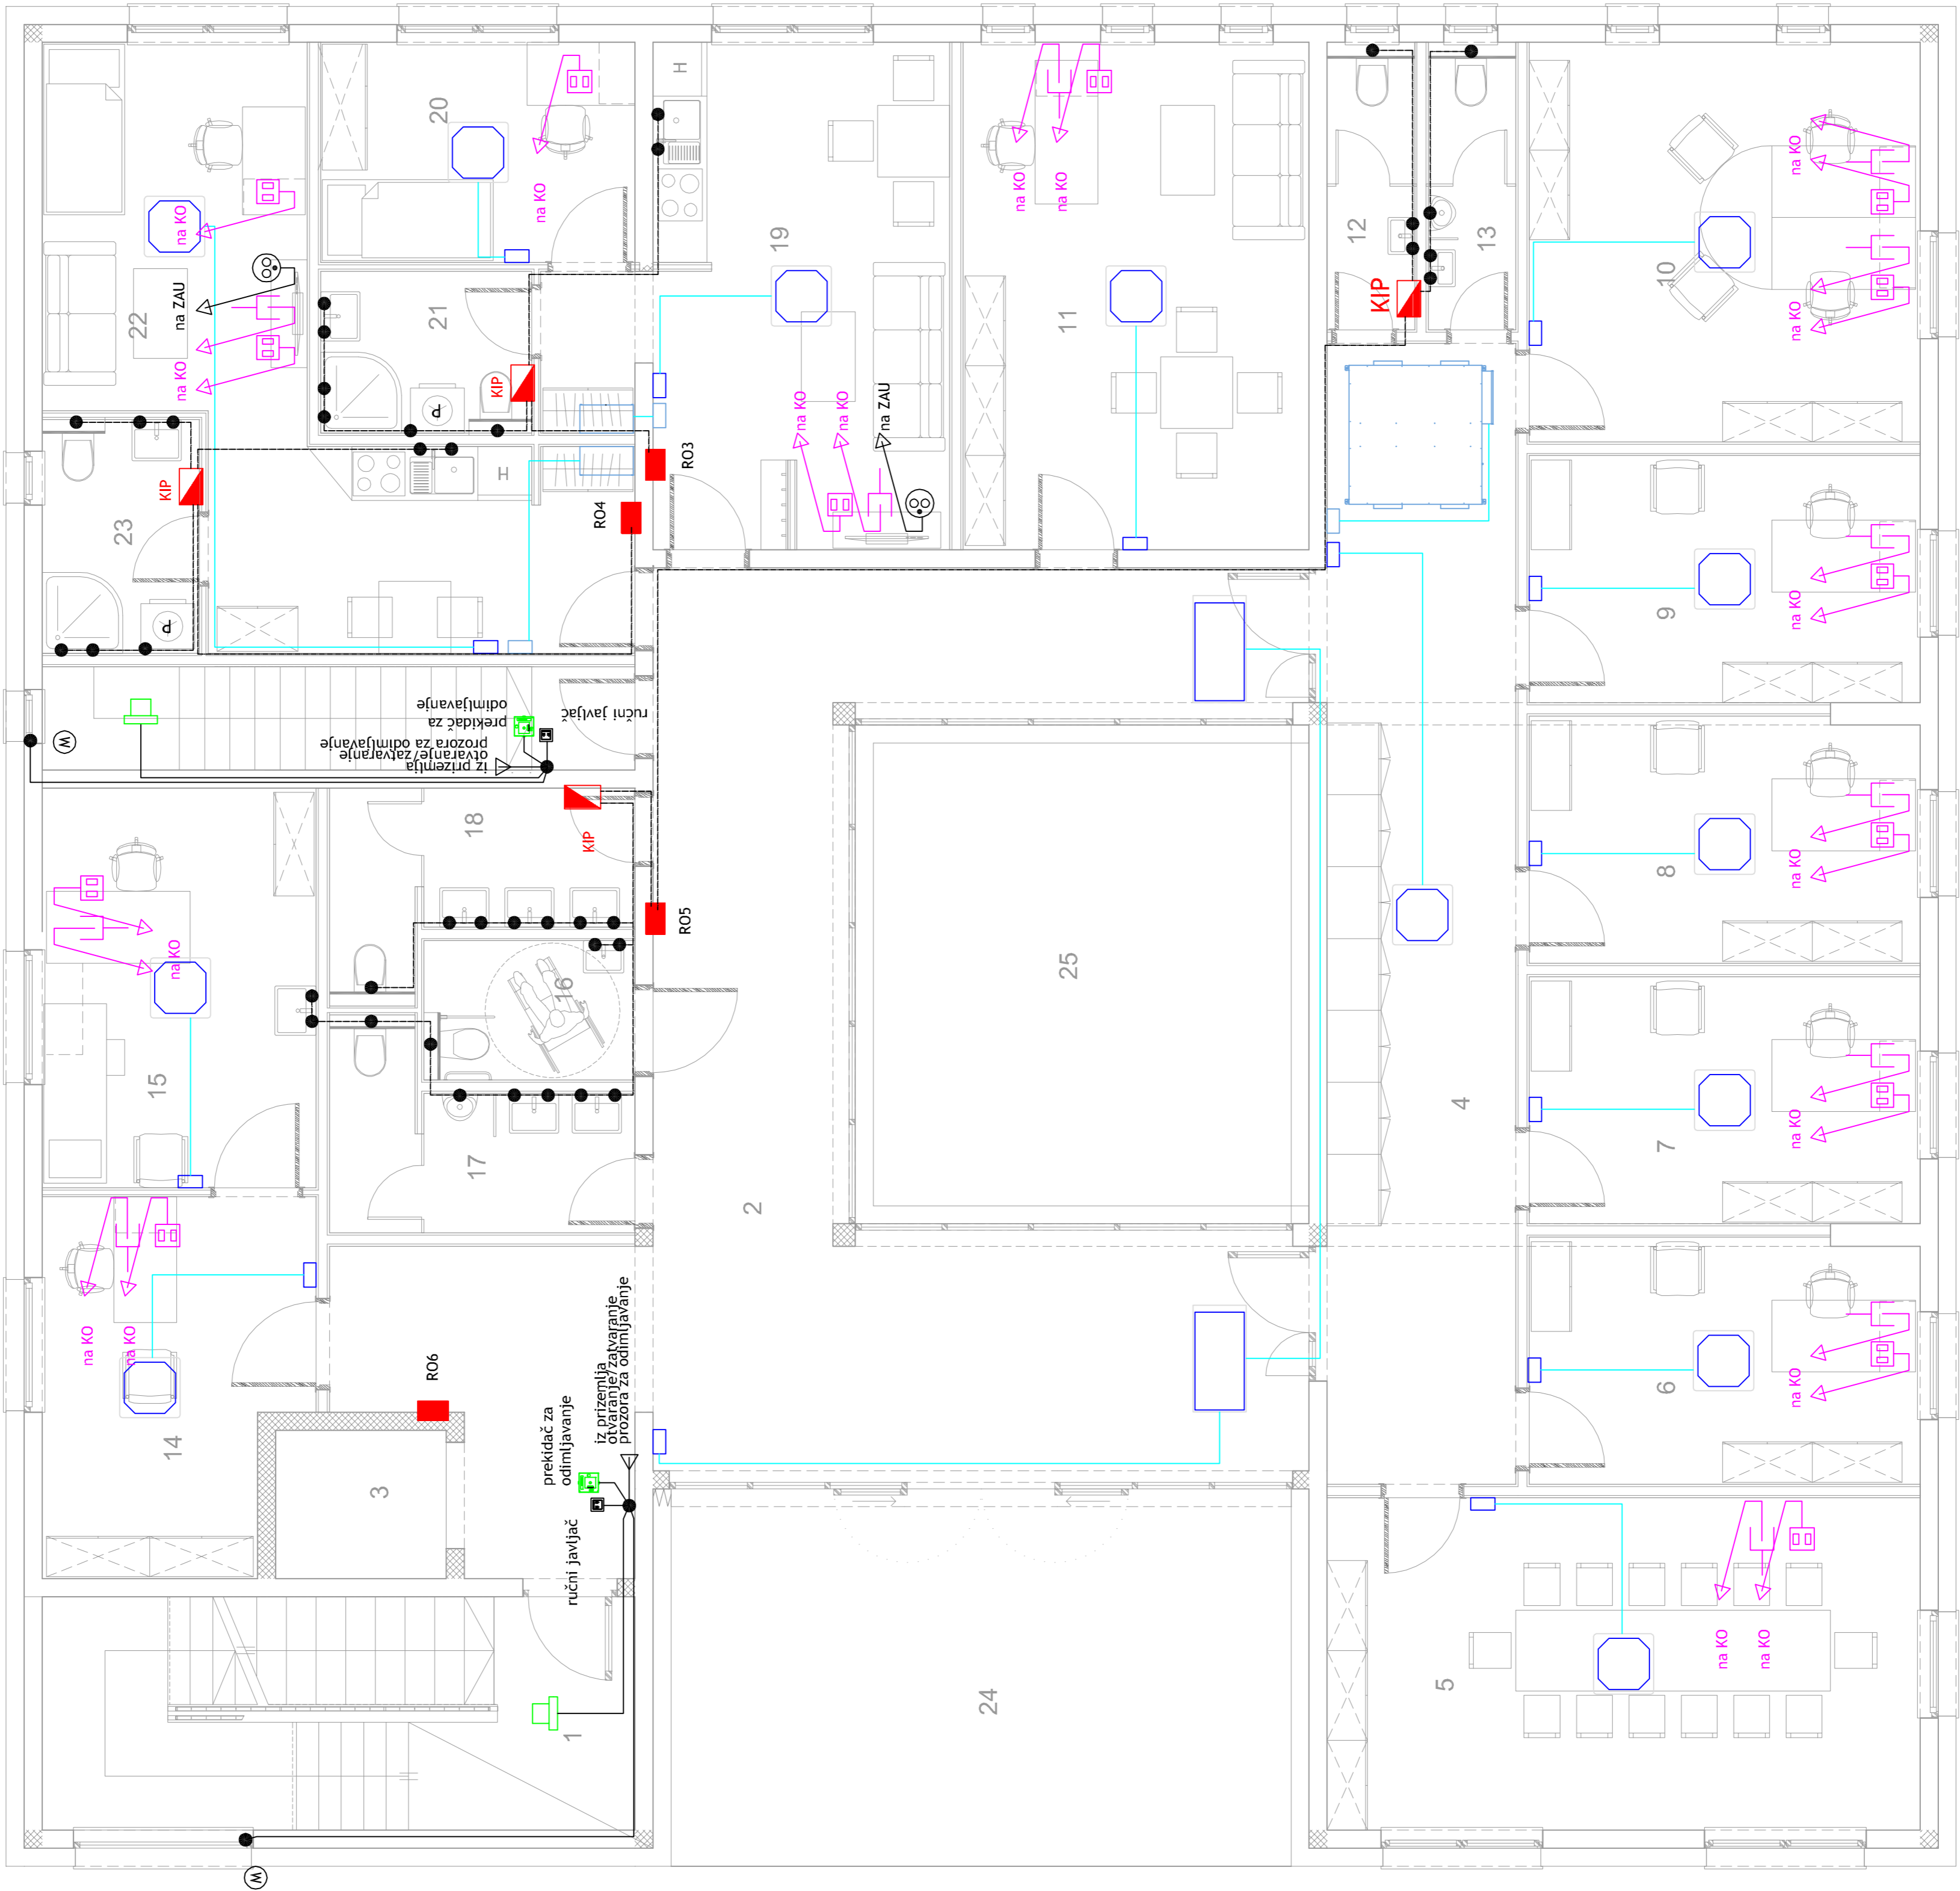 H
20
na KO
na KO
22
na ZAU
na KO
21
KIP
P
KIP
23
P
H
RO3
RO4
19
na KO
na KO
na ZAU
na KO
na KO
11
12
13
KIP
10
na KO
na KO
9
na KO
8
na KO
7
na KO
6
na KO
4
5
na KO
na KO
M
prekidač za
odimljavanje
ručni javljač
iz prizemlja
otvaranje/zatvaranje
prozora za odimljavanje
18
KIP
RO5
16
17
15
na KO
14
na KO
na KO
2
25
RO6
3
prekidač za
odimljavanje
iz prizemlja
otvaranje/zatvaranje
prozora za odimljavanje
ručni javljač
1
24
M